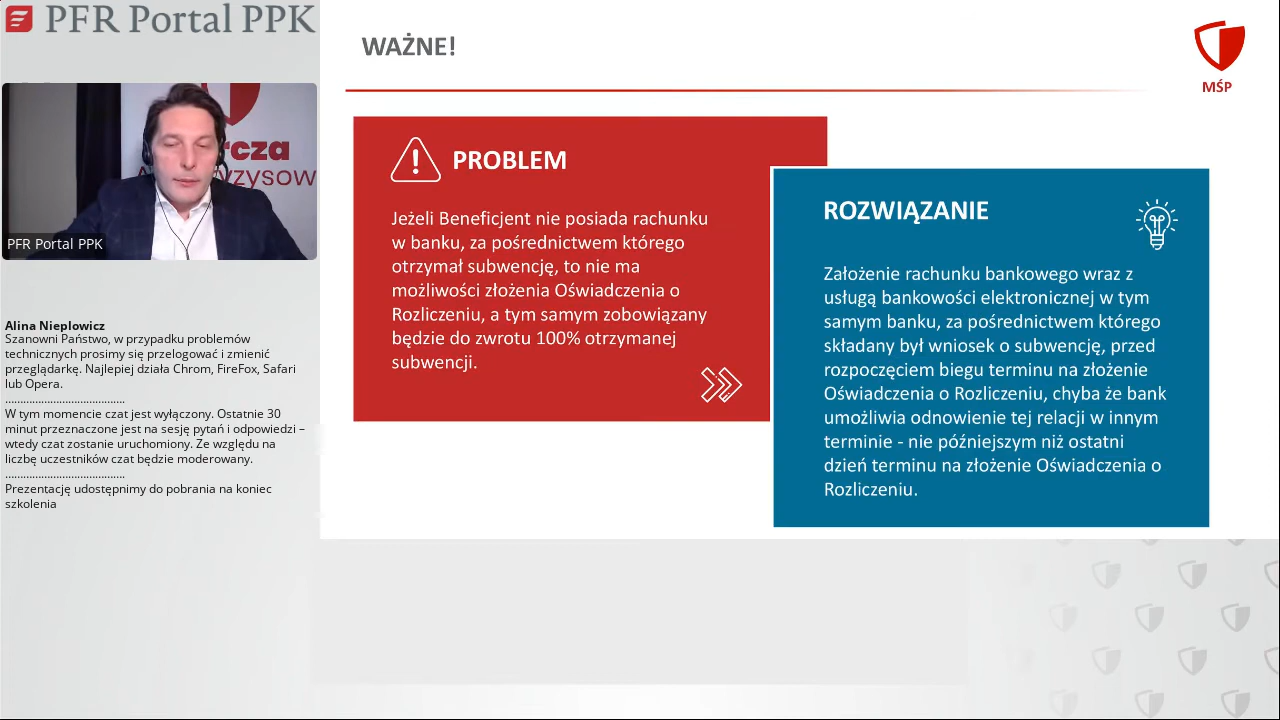 PFR Portal PPK
rcza
PFR Portal PPK
Alina Nieplowicz
Szanowni Państwo, w przypadku problemów
technicznych prosimy się przelogować i zmienić
przeglądarkę. Najlepiej działa Chrom, FireFox, Safari
lub Opera.
........................................
W tym momencie czat jest wyłączony. Ostatnie 30
minut przeznaczone jest na sesję pytań i odpowiedzi –
wtedy czat zostanie uruchomiony. Ze względu na
liczbę uczestników czat będzie moderowany.
........................................
Prezentację udostępnimy do pobrania na koniec
szkolenia
WAŻNE!
MŚP
PROBLEM
Jeżeli Beneficjent nie posiada rachunku
w banku, za pośrednictwem którego
otrzymał subwencję, to nie ma
możliwości złożenia Oświadczenia o
Rozliczeniu, a tym samym zobowiązany
będzie do zwrotu 100% otrzymanej
subwencji.
ROZWIĄZANIE
Założenie rachunku bankowego wraz z
usługą bankowości elektronicznej w tym
samym banku, za pośrednictwem którego
składany był wniosek o subwencję, przed
rozpoczęciem biegu terminu na złożenie
Oświadczenia o Rozliczeniu, chyba że bank
umożliwia odnowienie tej relacji w innym
terminie - nie późniejszym niż ostatni
dzień terminu na złożenie Oświadczenia o
Rozliczeniu.